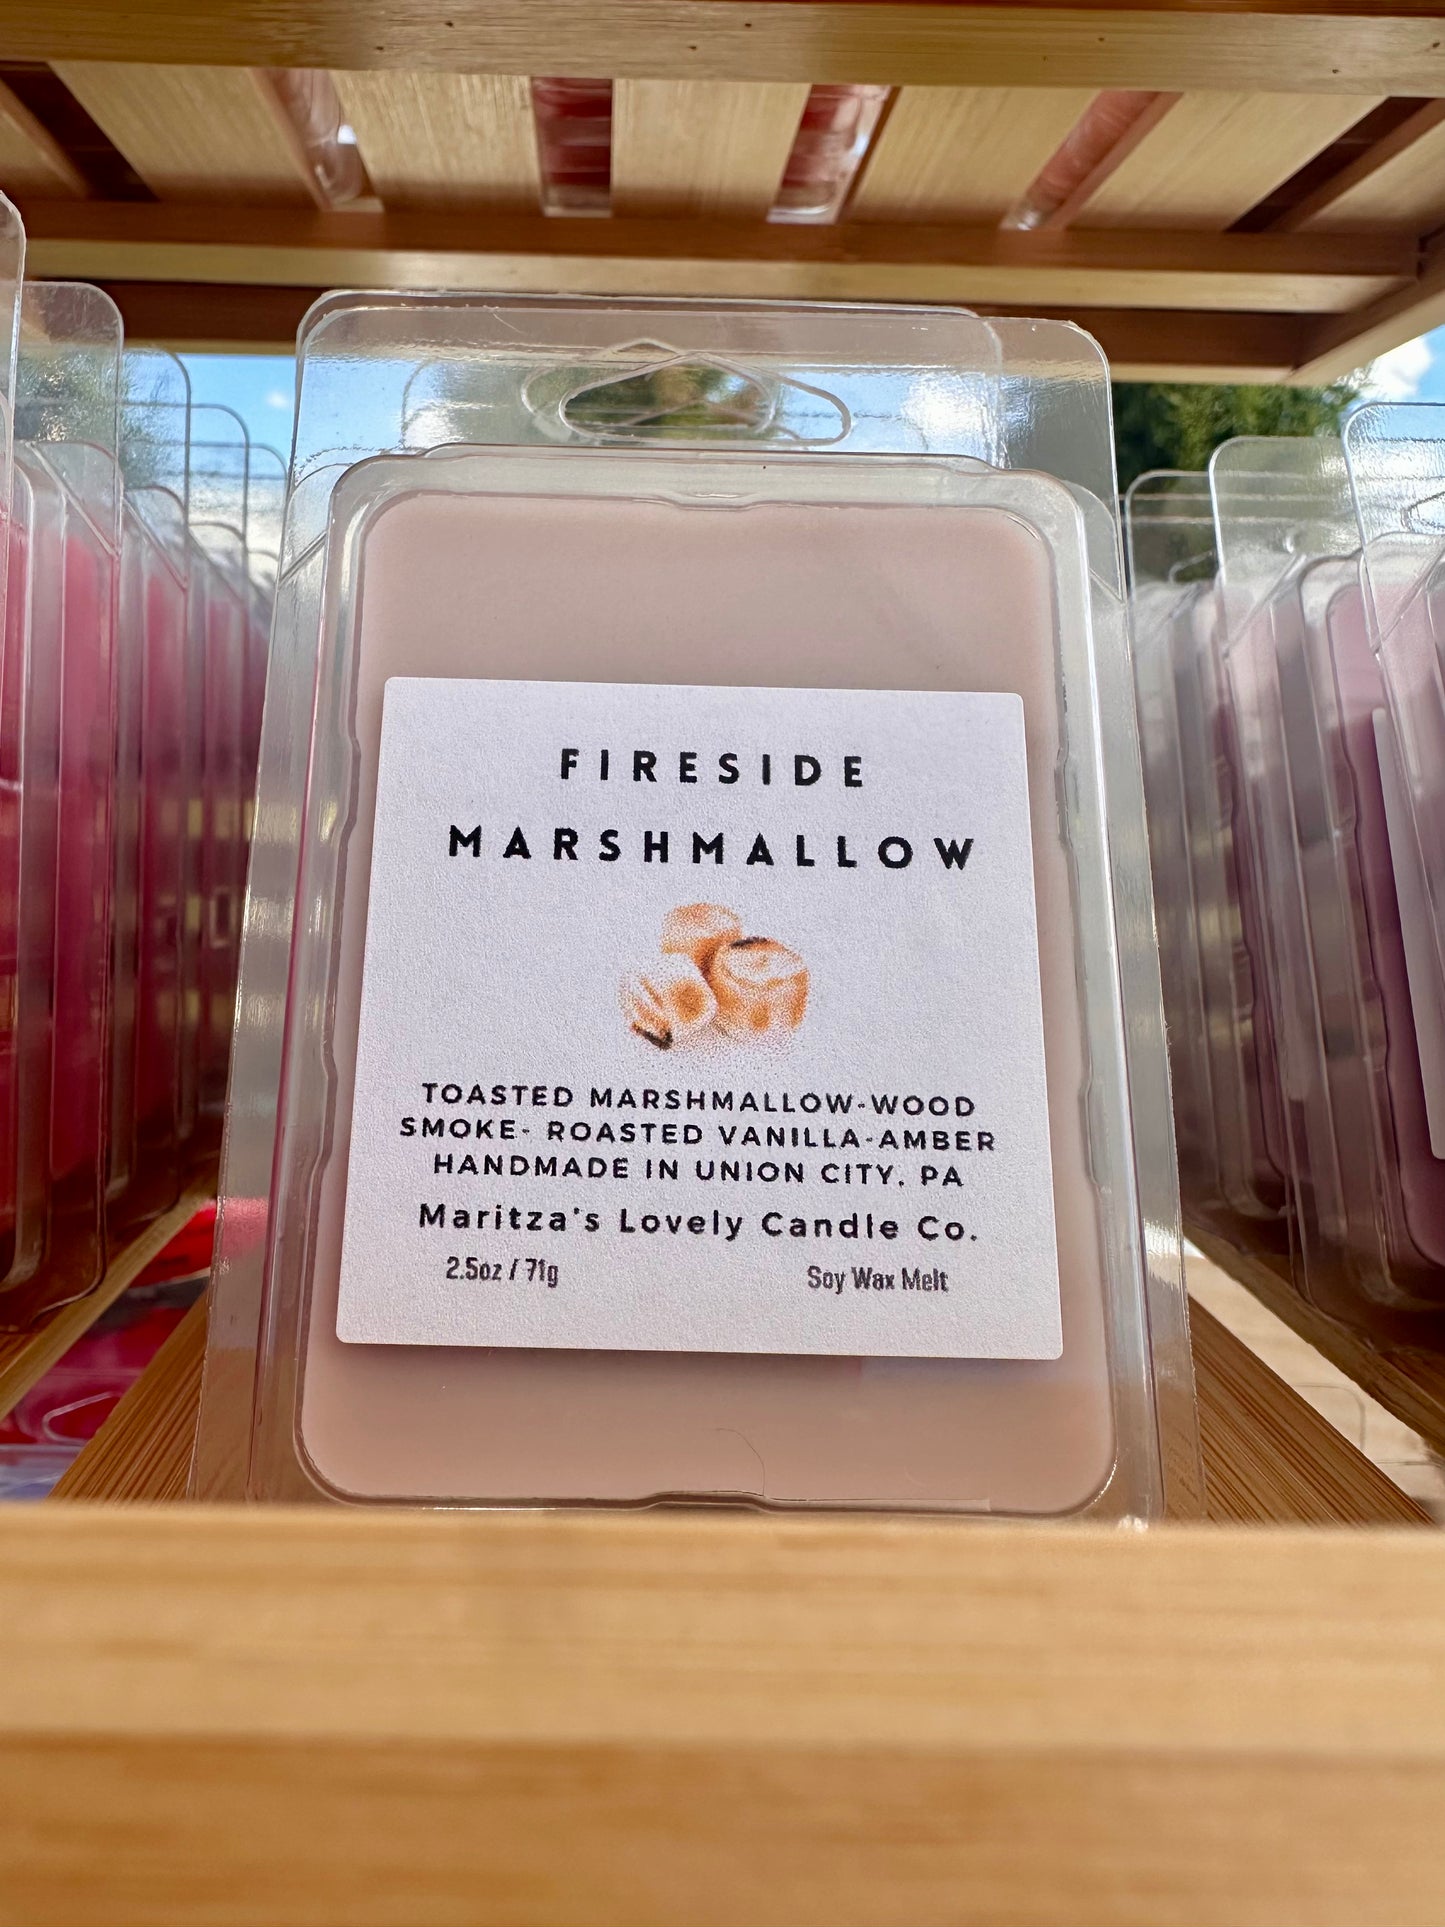 FIRESIDE
MARSHMALLOW
TOASTED MARSHMALLOW-WOOD
SMOKE- ROASTED VANILLA-AMBER
HANDMADE IN UNION CITY, PA
Maritza's Lovely Candle Co.
2.5oz / 71g Soy Wax Melt